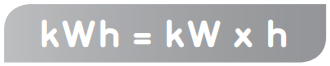 kWh = kW x h